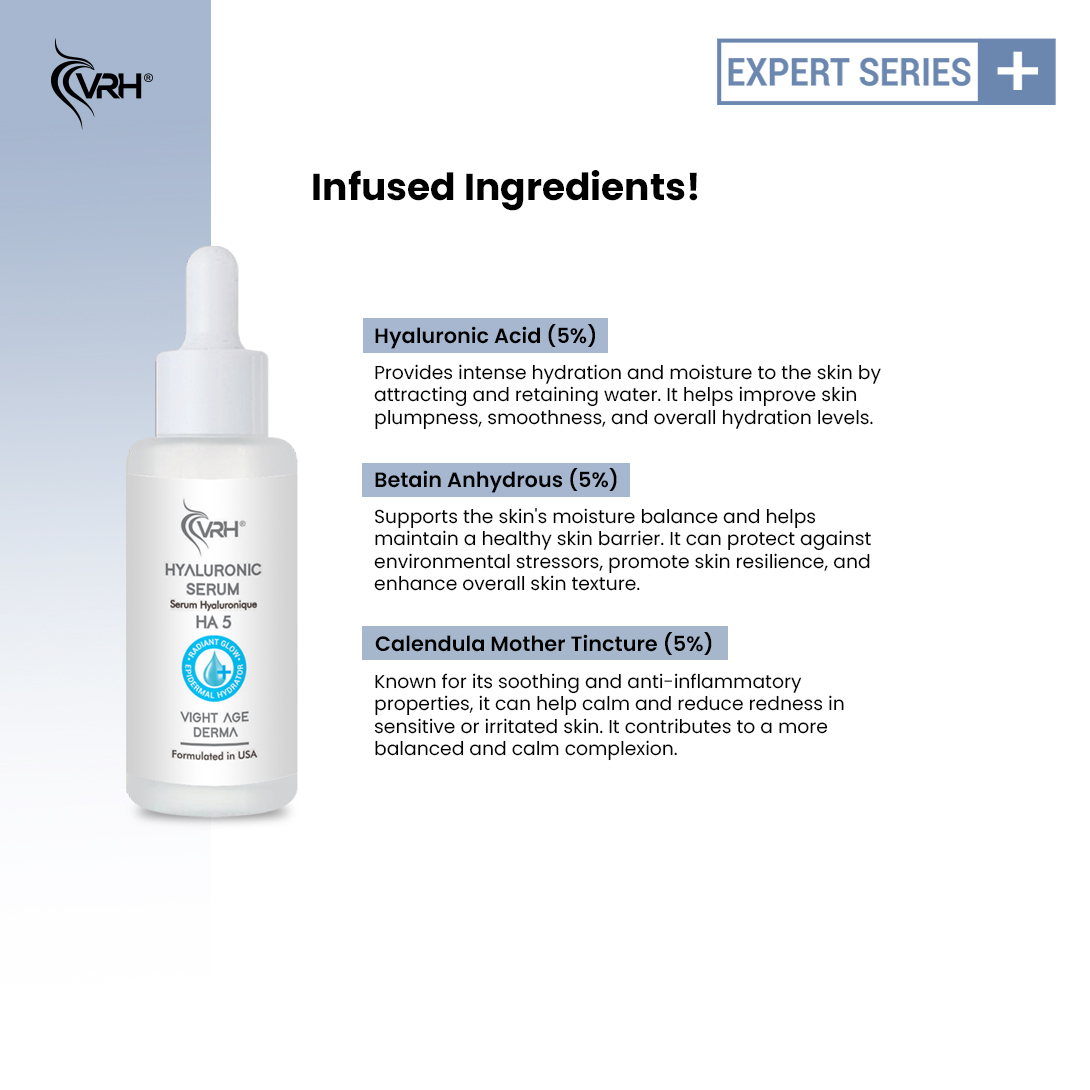 VRH®
EXPERT SERIES +
Infused Ingredients!
Hyaluronic Acid (5%)
Provides intense hydration and moisture to the skin by
attracting and retaining water. It helps improve skin
plumpness, smoothness, and overall hydration levels.
Betain Anhydrous (5%)
Supports the skin's moisture balance and helps
maintain a healthy skin barrier. It can protect against
environmental stressors, promote skin resilience, and
enhance overall skin texture.
Calendula Mother Tincture (5%)
Known for its soothing and anti-inflammatory
properties, it can help calm and reduce redness in
sensitive or irritated skin. It contributes to a more
balanced and calm complexion.
VRH®
HYALURONIC
SERUM
Serum Hyaluronique
HA 5
•RADIANT GLOW•
EPIDERMAL HYDRATOR
VIGHT AGE
DERMA
Formulated in USA